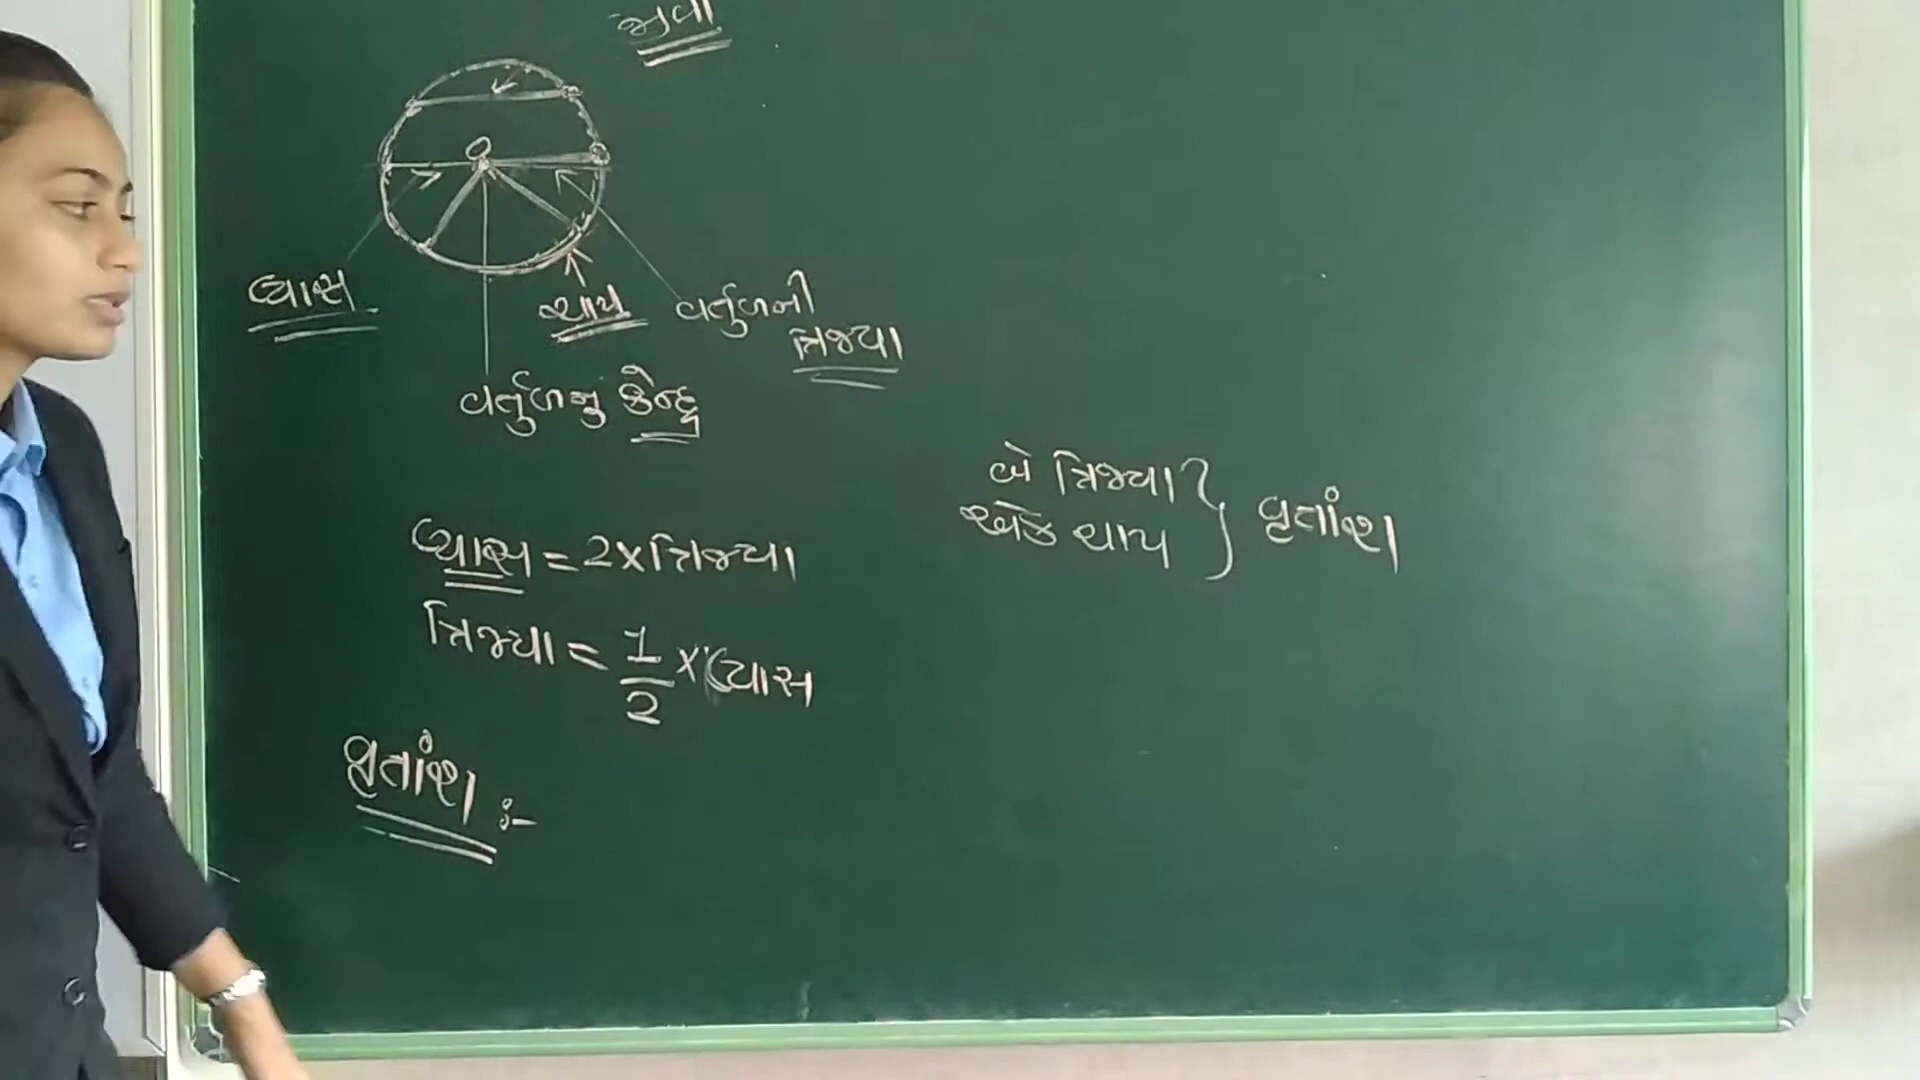 જીવા
O
વ્યાસ
ચાપ
વર્તુળની
ત્રિજ્યા
વર્તુળનુ કેન્દ્ર
બે ત્રિજ્યા
એક ચાપ } વૃતાંશ
વ્યાસ = 2 x ત્રિજ્યા
ત્રિજ્યા = 1/2 x વ્યાસ
વૃતાંશ :-